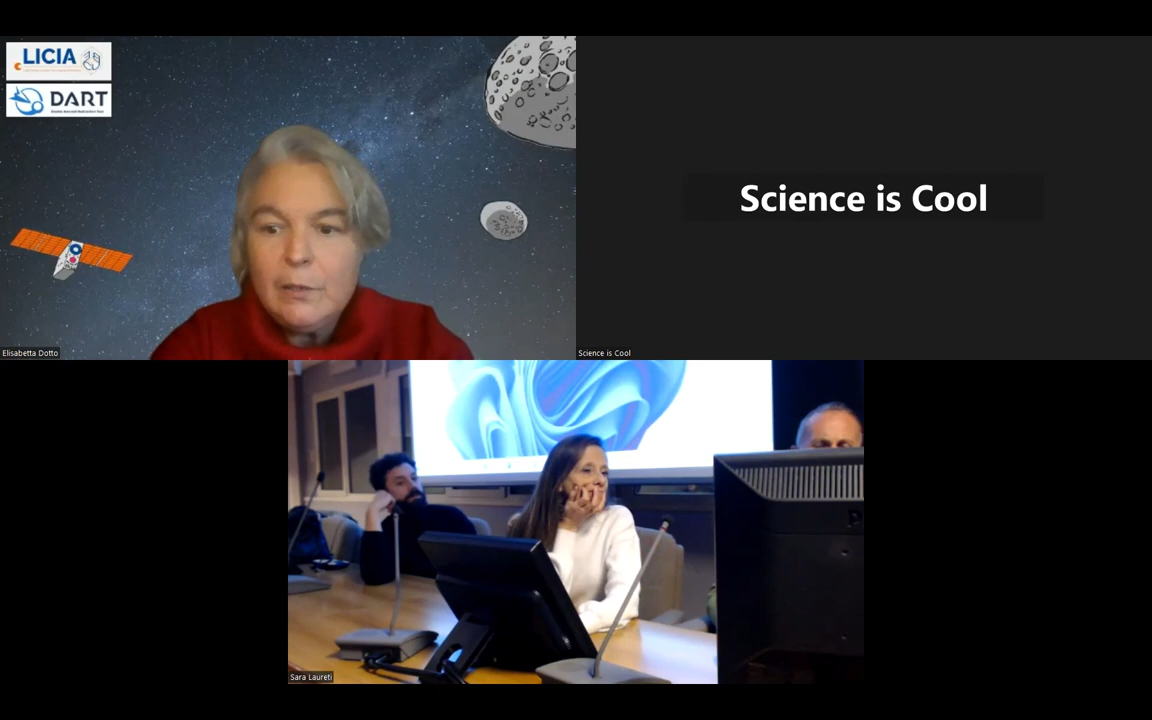 LICIA
DART
Science is Cool
Elisabetta Dotto
Science is Cool
Sara Laureti